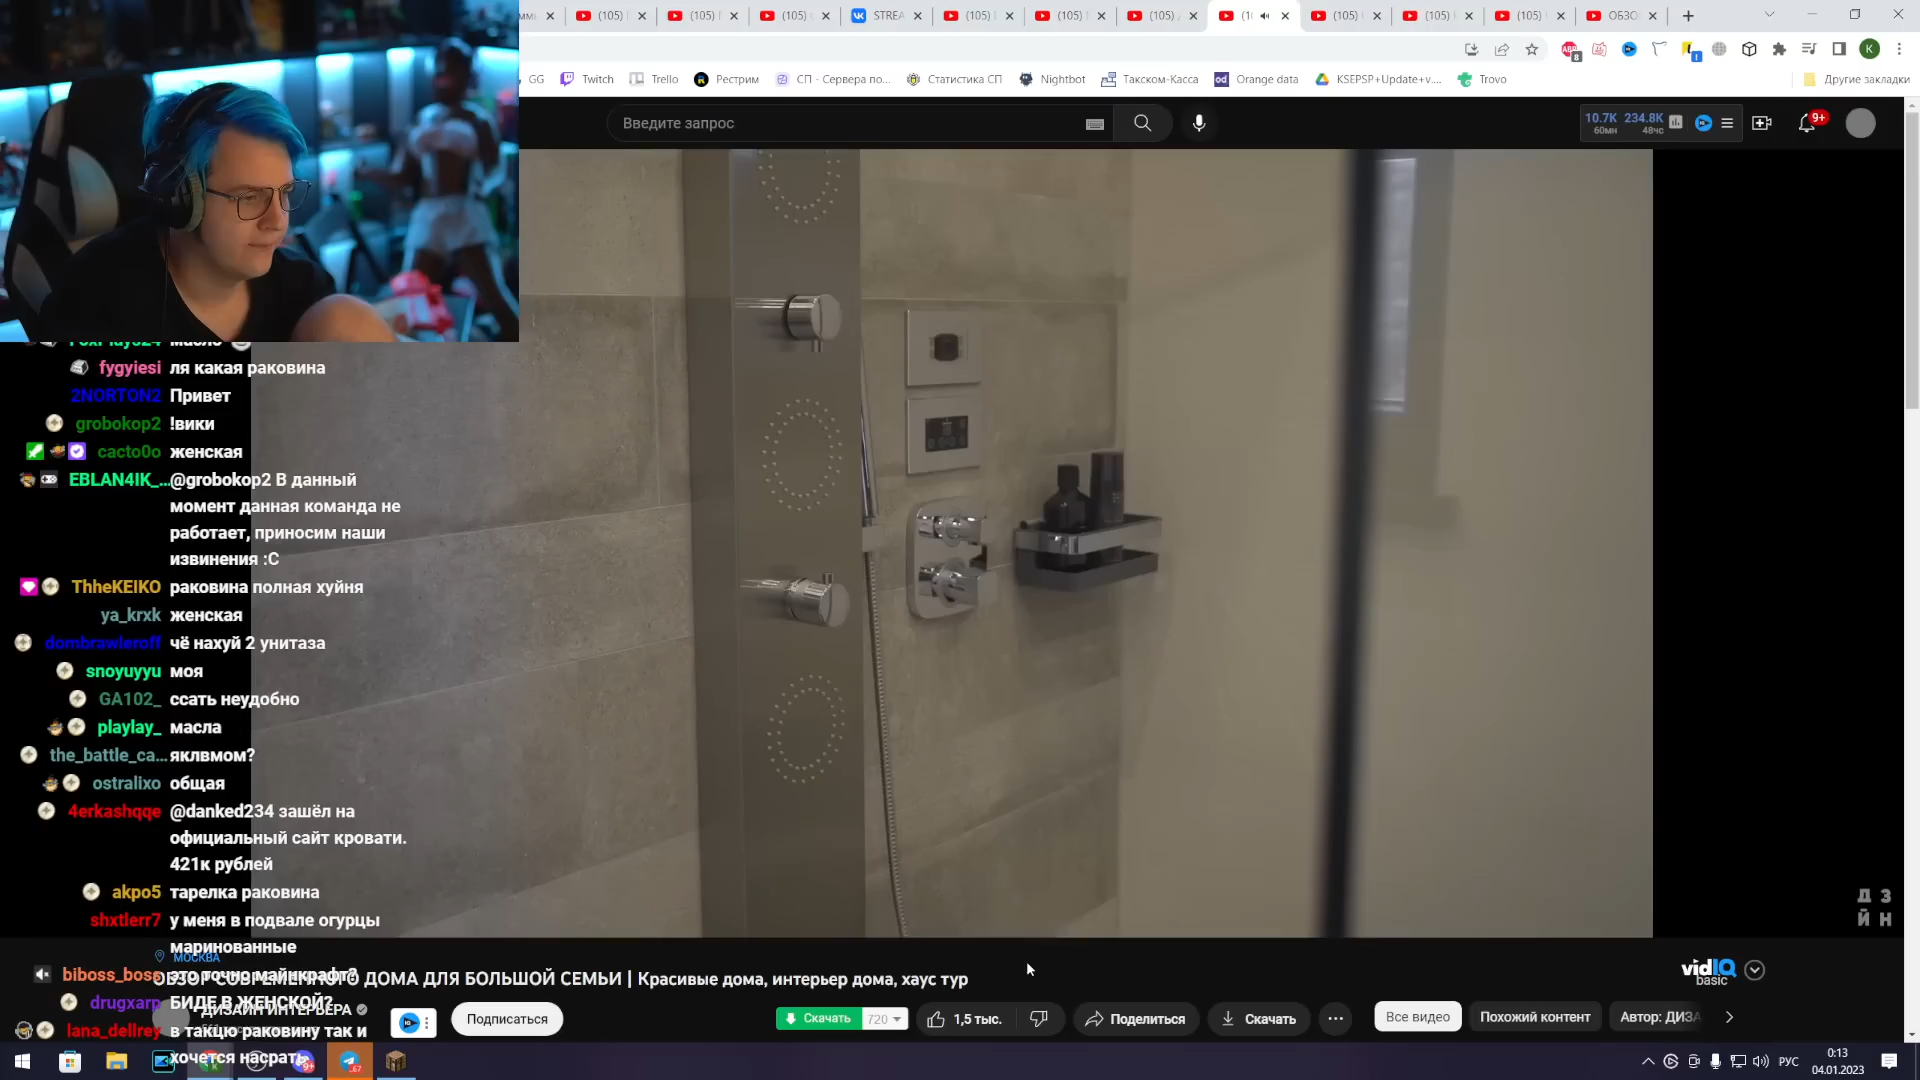 (105)
(105)
(105)
STREA
(105)
(105)
(105)
(105)
(105)
(105)
ОБЗО
GG
Twitch
Trello
Рестрим
СП - Сервера по...
Статистика СП
Nightbot
Такском-Касса
Orange data
KSEPSP+Update+v....
Trovo
Другие закладки
Введите запрос
10.7K 234.8K
60мн 48чс
9+
fygyiesi ля какая раковина
2NORTON2 Привет
grobokop2 !вики
cacto0o женская
EBLAN4IK_... @grobokop2 В данный
момент данная команда не
работает, приносим наши
извинения :С
ThheKEIKO раковина полная хуйня
ya_krxk женская
dombrawleroff чё нахуй 2 унитаза
snoyuyyu моя
GA102_ ссать неудобно
playlay_ масла
the_battle_ca... яклвмом?
ostralixo общая
4erkashqqe @danked234 зашёл на
официальный сайт кровати.
421к рублей
akpo5 тарелка раковина
shxtlerr7 у меня в подвале огурцы
маринованные
biboss_boss это точно майнкрафт?
drugxarp БИДЕ В ЖЕНСКОЙ?
lana_dellrey в такую раковину так и
хочется насрать
Д З
Й Н
МОСКВА
ОБЗОР СОВРЕМЕННОГО ДОМА ДЛЯ БОЛЬШОЙ СЕМЬИ | Красивые дома, интерьер дома, хаус тур
vidIQ
basic
ДИЗАЙН ИНТЕРЬЕРА
Подписаться
Скачать 720
1,5 тыс.
Поделиться
Скачать
Все видео
Похожий контент
Автор: ДИЗА
РУС
0:13
04.01.2023